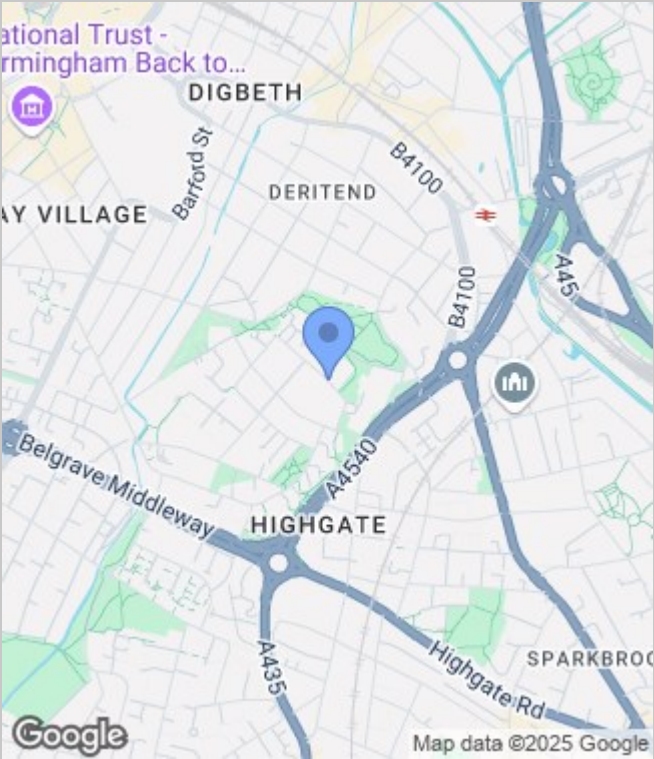 ational Trust -
rmingham Back to...
DIGBETH
Barford St
B4100
DERITEND
AY VILLAGE
A45
B4100
Belgrave Middleway
A4540
HIGHGATE
A435
Highgate Rd
SPARKBROO
Google
Map data ©2025 Google